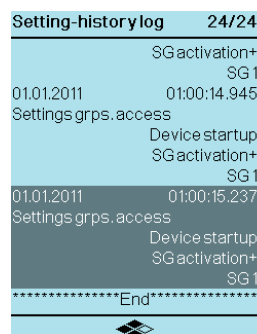 Setting-history log 24/24
SG activation+
SG 1
01.01.2011 01:00:14.945
Settings grps. access
Device startup
SG activation+
SG 1
01.01.2011 01:00:15.237
Settings grps. access
Device startup
SG activation+
SG 1
***************End***************